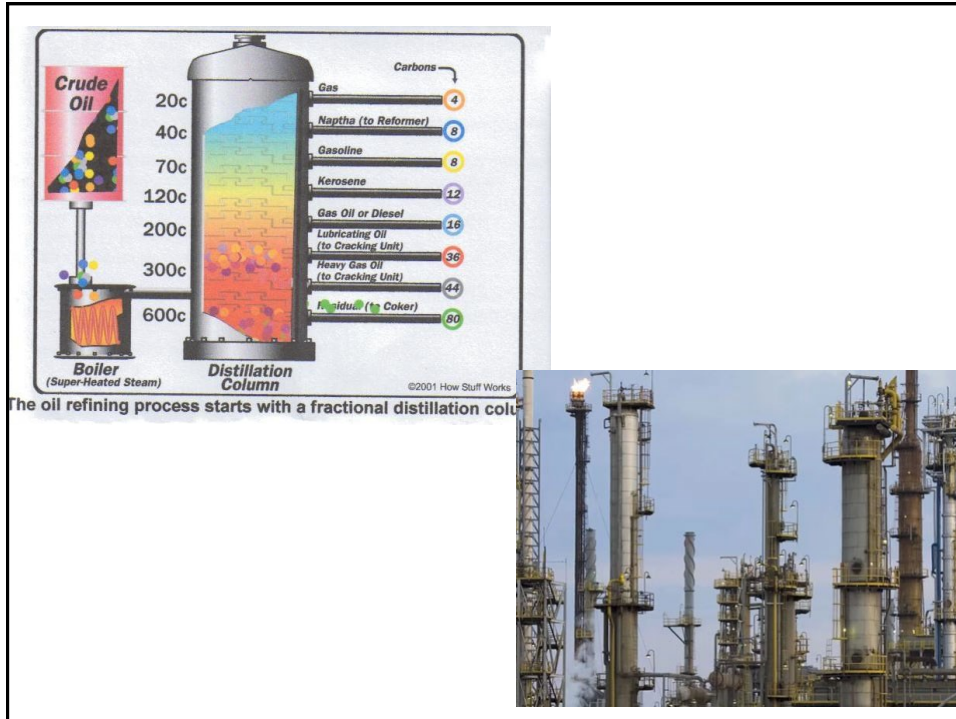 Crude
Oil
Carbons
20c
Gas
4
40c
Naptha (to Reformer)
8
70c
Gasoline
8
120c
Kerosene
12
200c
Gas Oil or Diesel
16
Lubricating Oil
(to Cracking Unit)
36
300c
Heavy Gas Oil
(to Cracking Unit)
44
600c
Residual (to Coker)
80
Boiler
(Super-Heated Steam)
Distillation
Column
©2001 How Stuff Works
The oil refining process starts with a fractional distillation colu